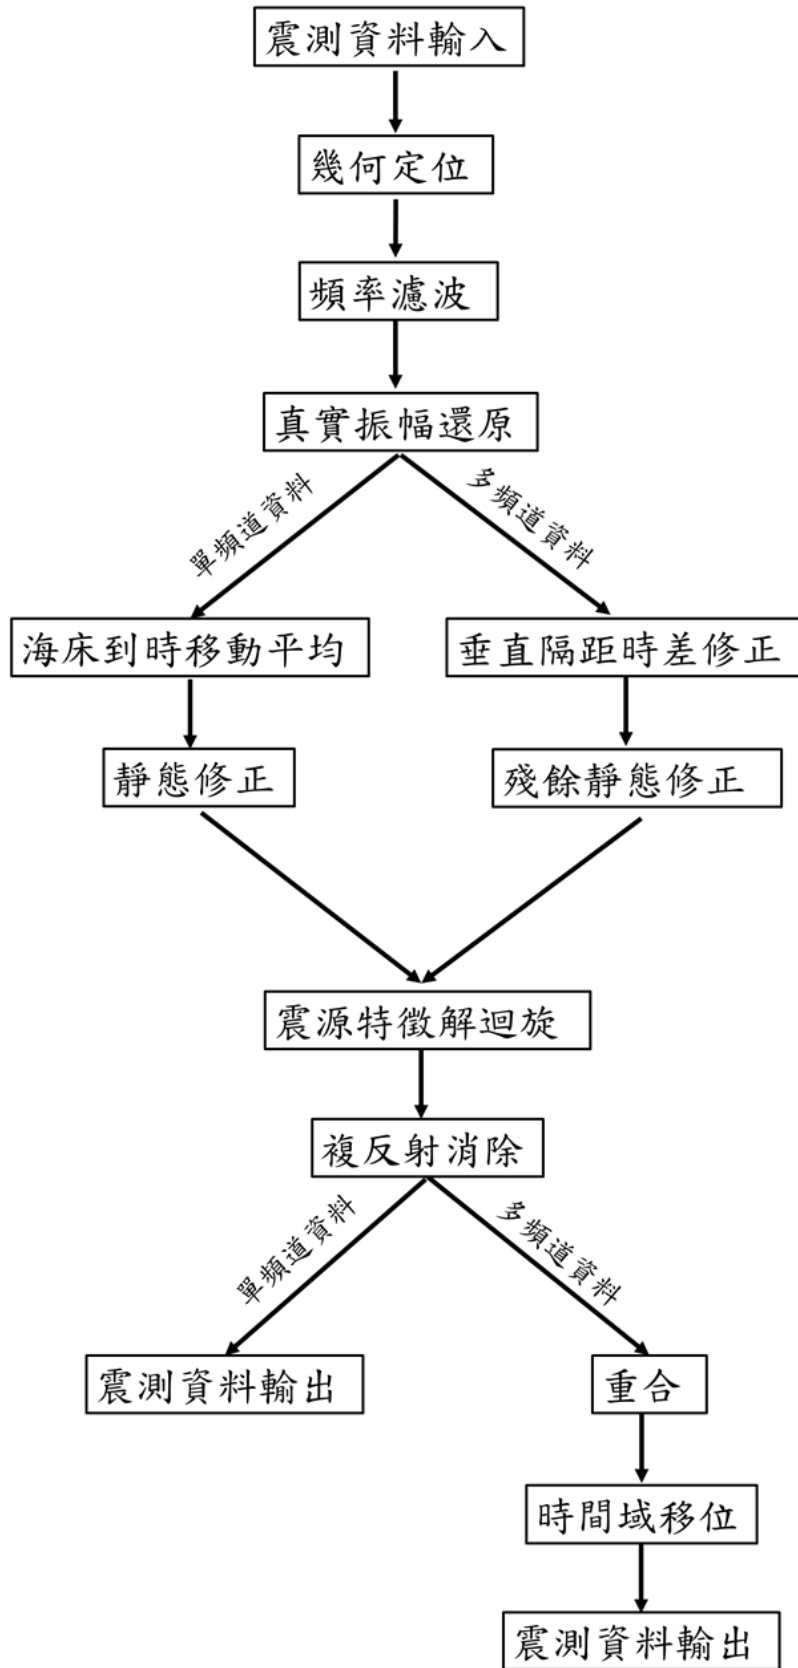 震測資料輸入
幾何定位
頻率濾波
真實振幅還原
單頻道資料
多頻道資料
海床到時移動平均
垂直隔距時差修正
靜態修正
殘餘靜態修正
震源特徵解迴旋
複反射消除
單頻道資料
多頻道資料
震測資料輸出
重合
時間域移位
震測資料輸出